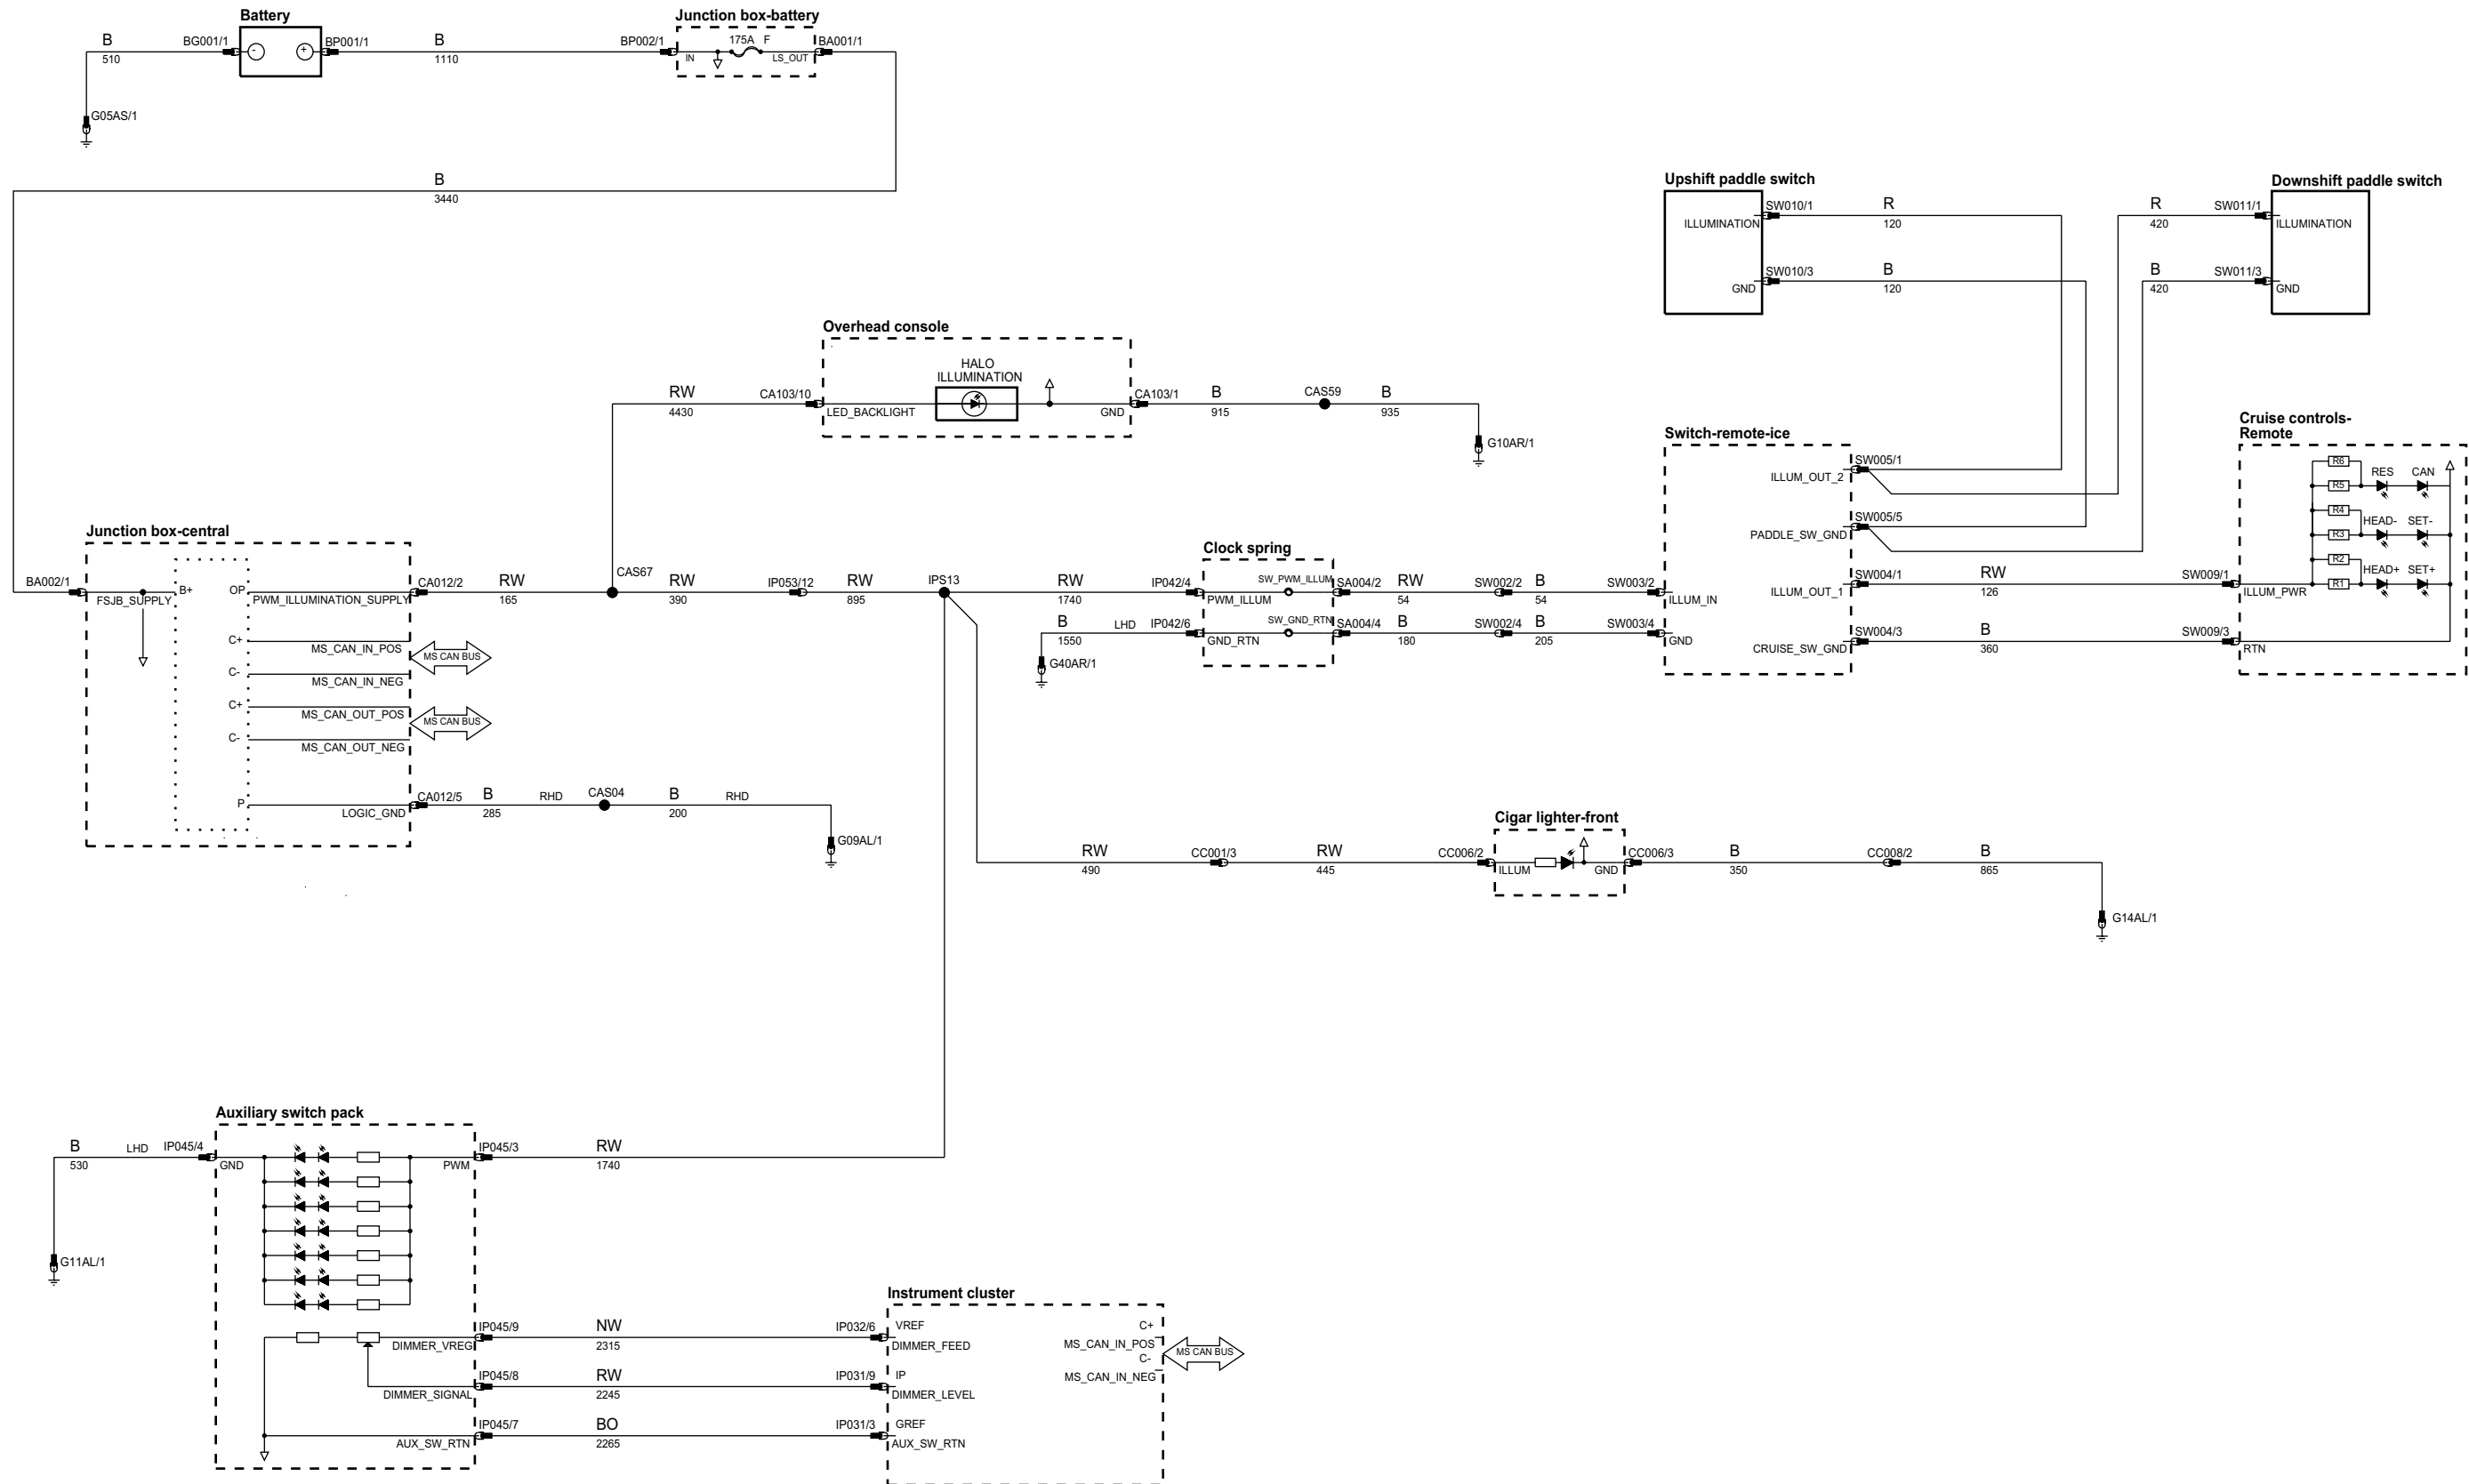 Battery
Junction box-battery
B
510
BG001/1
-
+
BP001/1
B
1110
BP002/1
175A F
IN
LS_OUT
BA001/1
G05AS/1
B
3440
Upshift paddle switch
Downshift paddle switch
SW010/1
R
120
ILLUMINATION
R
420
SW011/1
ILLUMINATION
SW010/3
B
120
GND
B
420
SW011/3
GND
Overhead console
HALO
ILLUMINATION
RW
4430
CA103/10
LED_BACKLIGHT
GND
CA103/1
B
915
CAS59
B
935
G10AR/1
Switch-remote-ice
SW005/1
ILLUM_OUT_2
SW005/5
PADDLE_SW_GND
SW004/1
ILLUM_OUT_1
RW
126
SW009/1
SW004/3
CRUISE_SW_GND
B
360
SW009/3
Cruise controls-
Remote
R6
RES
CAN
R5
R4
HEAD-
SET-
R3
R2
HEAD+
SET+
R1
ILLUM_PWR
RTN
Junction box-central
BA002/1
FSJB_SUPPLY
B+
OP
PWM_ILLUMINATION_SUPPLY
CA012/2
RW
165
CAS67
RW
390
IP053/12
RW
895
IPS13
RW
1740
IP042/4
Clock spring
SW_PWM_ILLUM
PWM_ILLUM
SA004/2
RW
54
SW002/2
B
54
SW003/2
ILLUM_IN
B
1550
LHD
IP042/6
SW_GND_RTN
GND_RTN
SA004/4
B
180
SW002/4
B
205
SW003/4
GND
G40AR/1
C+
MS_CAN_IN_POS
MS CAN BUS
C-
MS_CAN_IN_NEG
C+
MS_CAN_OUT_POS
MS CAN BUS
C-
MS_CAN_OUT_NEG
P
LOGIC_GND
CA012/5
B
285
RHD
CAS04
B
200
RHD
G09AL/1
Cigar lighter-front
RW
490
CC001/3
RW
445
CC006/2
ILLUM
GND
CC006/3
B
350
CC008/2
B
865
G14AL/1
Auxiliary switch pack
B
530
LHD
IP045/4
GND
PWM
IP045/3
RW
1740
G11AL/1
Instrument cluster
DIMMER_VREG
IP045/9
NW
2315
IP032/6
VREF
DIMMER_FEED
C+
MS_CAN_IN_POS
C-
MS_CAN_IN_NEG
MS CAN BUS
DIMMER_SIGNAL
IP045/8
RW
2245
IP031/9
IP
DIMMER_LEVEL
AUX_SW_RTN
IP045/7
BO
2265
IP031/3
GREF
AUX_SW_RTN